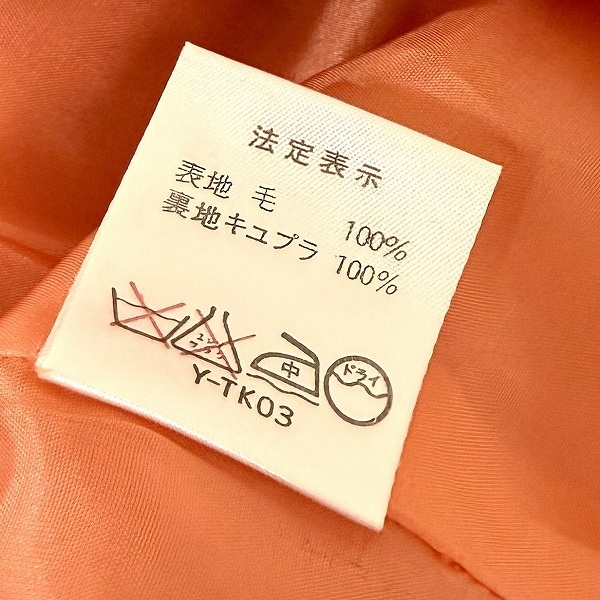 法定表示
表地 毛 100%
裏地キュプラ 100%
中
ドライ
Y-TK03